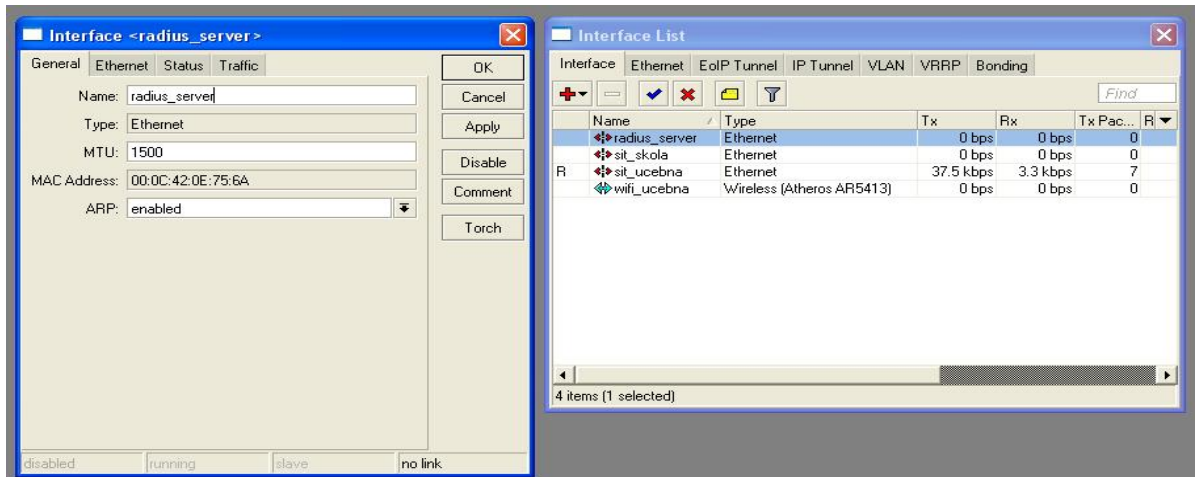 Interface <radius_server>
General Ethernet Status Traffic
Name: radius_server
Type: Ethernet
MTU: 1500
MAC Address: 00:0C:42:0E:75:6A
ARP: enabled
OK
Cancel
Apply
Disable
Comment
Torch
disabled running slave no link
Interface List
Interface Ethernet EoIP Tunnel IP Tunnel VLAN VRRP Bonding
Find
Name Type Tx Rx Tx Pac... R
radius_server Ethernet 0 bps 0 bps 0
sit_skola Ethernet 0 bps 0 bps 0
R sit_ucebna Ethernet 37.5 kbps 3.3 kbps 7
wifi_ucebna Wireless (Atheros AR5413) 0 bps 0 bps 0
4 items (1 selected)